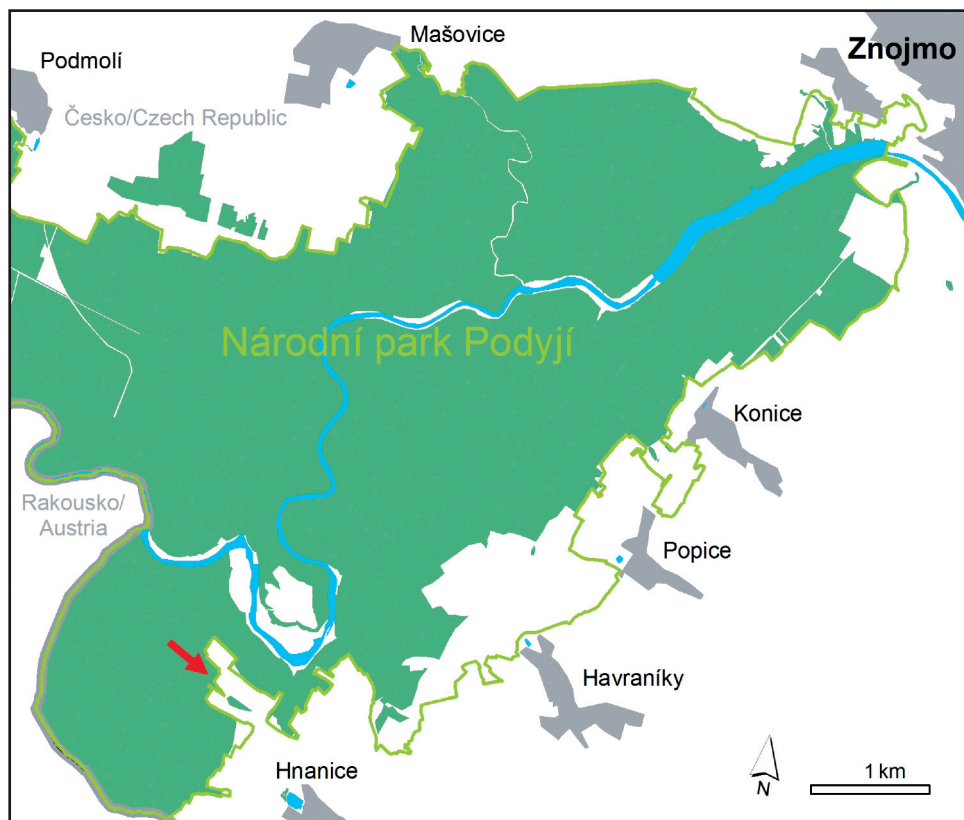 Mašovice
Znojmo
Podmolí
Česko/Czech Republic
Národní park Podyjí
Konice
Rakousko/
Austria
Popice
Havraníky
Hnanice
N
1 km